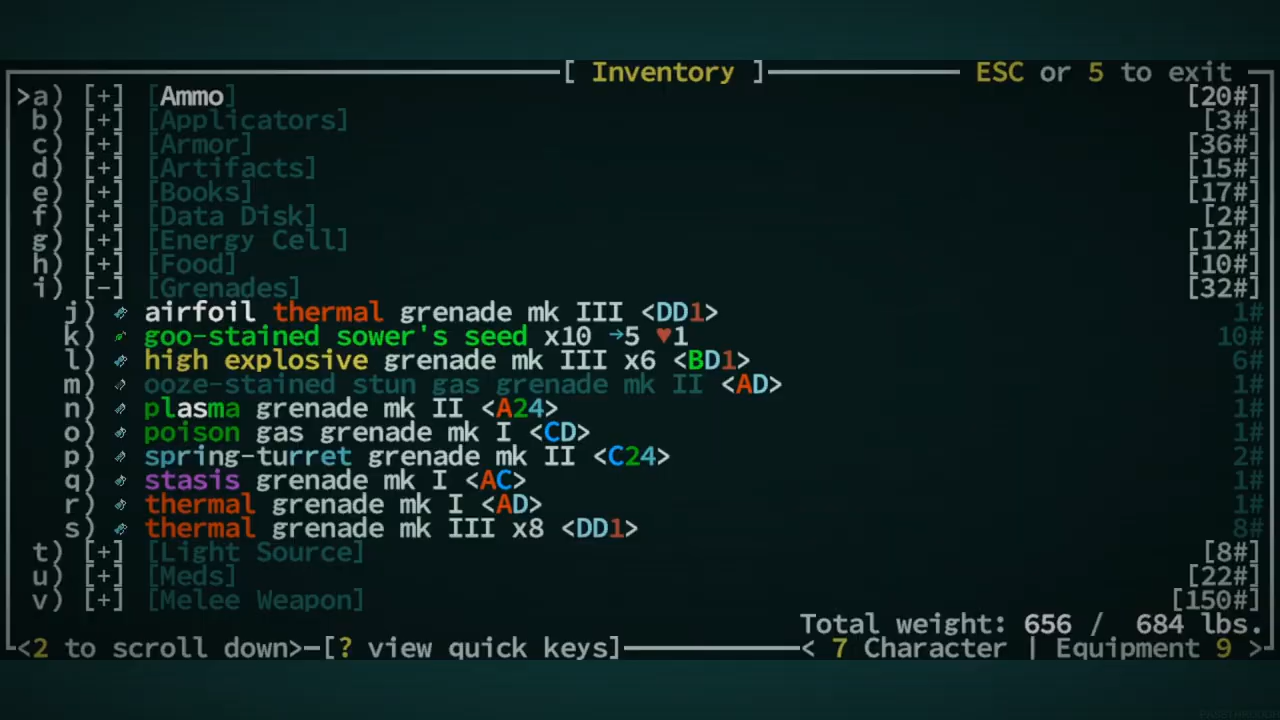 [ Inventory ] ESC or 5 to exit
>a) [+] [Ammo] [20#]
b) [+] [Applicators] [3#]
c) [+] [Armor] [36#]
d) [+] [Artifacts] [15#]
e) [+] [Books] [17#]
f) [+] [Data Disk] [2#]
g) [+] [Energy Cell] [12#]
h) [+] [Food] [10#]
i) [-] [Grenades] [32#]
j) airfoil thermal grenade mk III <DD1> 1#
k) goo-stained sower's seed x10 →5 ♥1 10#
l) high explosive grenade mk III x6 <BD1> 6#
m) ooze-stained stun gas grenade mk II <AD> 1#
n) plasma grenade mk II <A24> 1#
o) poison gas grenade mk I <CD> 1#
p) spring-turret grenade mk II <C24> 2#
q) stasis grenade mk I <AC> 1#
r) thermal grenade mk I <AD> 1#
s) thermal grenade mk III x8 <DD1> 8#
t) [+] [Light Source] [8#]
u) [+] [Meds] [22#]
v) [+] [Melee Weapon] [150#]
Total weight: 656 / 684 lbs.
<2 to scroll down> [? view quick keys] < 7 Character | Equipment 9 >